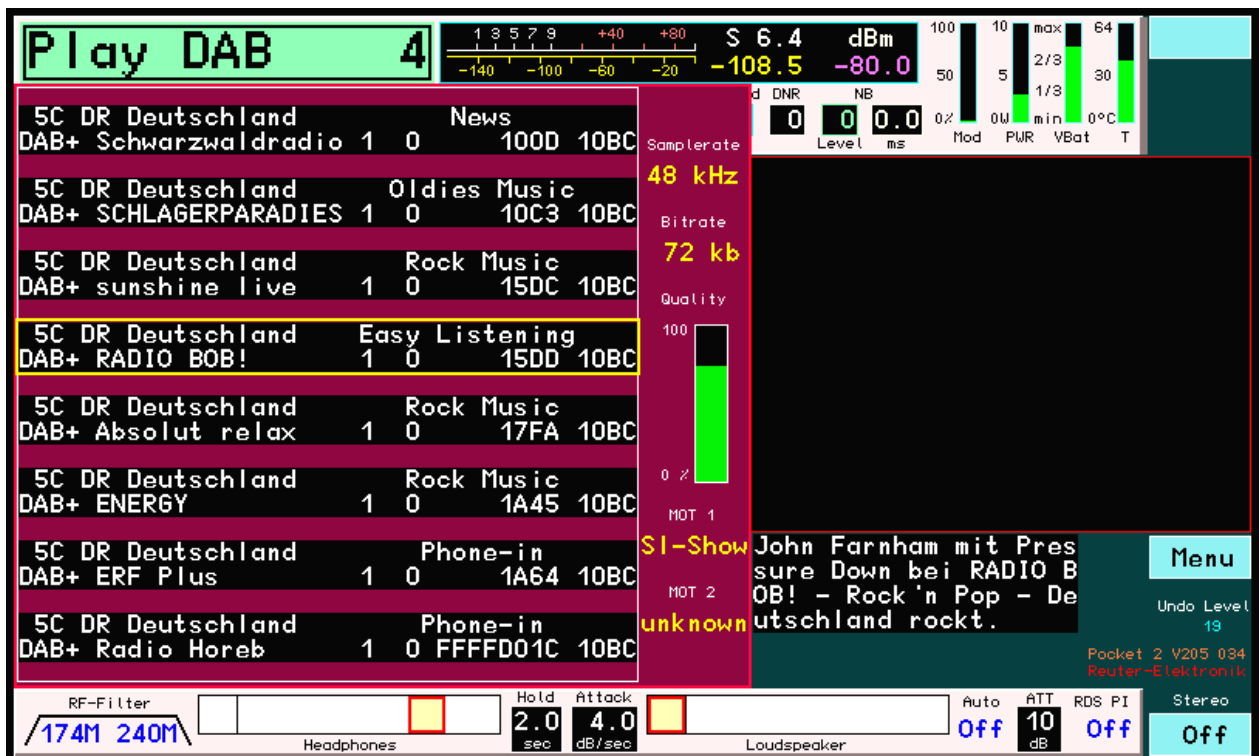 Play DAB 4
1 3 5 7 9 +40 +80
-140 -100 -60 -20
S 6.4 dBm
-108.5 -80.0
100 10 max 64
50 5 2/3 30
1/3
0% 0W min 0°C
Mod PWR VBat T
d DNR NB
0 0 0.0
Level ms
5C DR Deutschland News
DAB+ Schwarzwaldradio 1 0 100D 10BC
5C DR Deutschland Oldies Music
DAB+ SCHLAGERPARADIES 1 0 10C3 10BC
5C DR Deutschland Rock Music
DAB+ sunshine live 1 0 15DC 10BC
5C DR Deutschland Easy Listening
DAB+ RADIO BOB! 1 0 15DD 10BC
5C DR Deutschland Rock Music
DAB+ Absolut relax 1 0 17FA 10BC
5C DR Deutschland Rock Music
DAB+ ENERGY 1 0 1A45 10BC
5C DR Deutschland Phone-in
DAB+ ERF Plus 1 0 1A64 10BC
5C DR Deutschland Phone-in
DAB+ Radio Horeb 1 0 FFFFD01C 10BC
Samplerate
48 kHz
Bitrate
72 kb
Quality
100
0 %
MOT 1
Sl-Show
MOT 2
unknown
John Farnham mit Pres
sure Down bei RADIO B
OB! - Rock'n Pop - De
utschland rockt.
Menu
Undo Level
19
Pocket 2 V205 034
Reuter-Elektronik
Stereo
Off
RF-Filter
174M 240M
Headphones
Hold Attack
2.0 4.0
sec dB/sec
Loudspeaker
Auto ATT RDS PI
Off 10 Off
dB